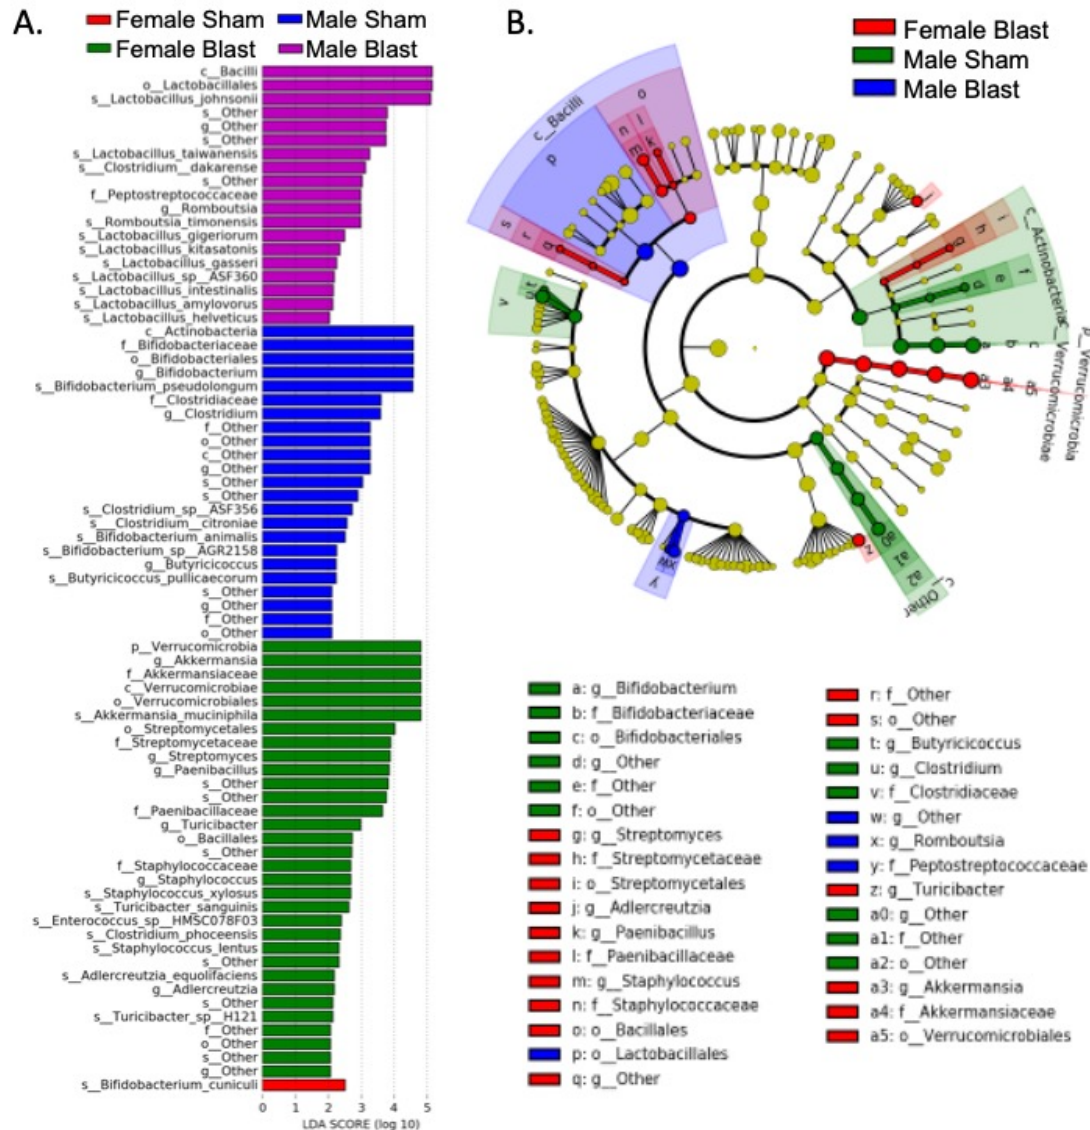 A.
Female Sham
Male Sham
Female Blast
Male Blast
c__Bacilli
o__Lactobacillales
s__Lactobacillus_johnsonii
s__Other
g__Other
s__Other
s__Lactobacillus_taiwanensis
s__Clostridium__dakarense
s__Other
f__Peptostreptococcaceae
g__Romboutsia
s__Romboutsia_timonensis
s__Lactobacillus_gigeriorum
s__Lactobacillus_kitasatonis
s__Lactobacillus_gasseri
s__Lactobacillus_sp__ASF360
s__Lactobacillus_intestinalis
s__Lactobacillus_amylovorus
s__Lactobacillus_helveticus
c__Actinobacteria
f__Bifidobacteriaceae
o__Bifidobacteriales
g__Bifidobacterium
s__Bifidobacterium_pseudolongum
f__Clostridiaceae
g__Clostridium
f__Other
o__Other
c__Other
g__Other
s__Other
s__Other
s__Clostridium_sp__ASF356
s__Clostridium__citroniae
s__Bifidobacterium_animalis
s__Bifidobacterium_sp__AGR2158
g__Butyricicoccus
s__Butyricicoccus_pullicaecorum
s__Other
g__Other
f__Other
o__Other
p__Verrucomicrobia
g__Akkermansia
f__Akkermansiaceae
c__Verrucomicrobiae
o__Verrucomicrobiales
s__Akkermansia_muciniphila
o__Streptomycetales
f__Streptomycetaceae
g__Streptomyces
g__Paenibacillus
s__Other
s__Other
f__Paenibacillaceae
g__Turicibacter
o__Bacillales
s__Other
f__Staphylococcaceae
g__Staphylococcus
s__Staphylococcus_xylosus
s__Turicibacter_sanguinis
s__Enterococcus_sp__HMSC078F03
s__Clostridium_phoceensis
s__Staphylococcus_lentus
s__Other
s__Adlercreutzia_equolifaciens
g__Adlercreutzia
s__Other
s__Turicibacter_sp__H121
f__Other
o__Other
s__Other
g__Other
s__Bifidobacterium_cuniculi
0 1 2 3 4 5
LDA SCORE (log 10)
B.
Female Blast
Male Sham
Male Blast
c__Bacilli
p
o
n
l
m
k
s
r
q
v
u
t
j
g
h
i
c__Actinobacteria
d
e
f
a
b
c
p__Verrucomicrobia
c__Verrucomicrobiae
a3
a4
a5
z
a0
a1
a2
c__Other
w
x
y
a: g__Bifidobacterium
b: f__Bifidobacteriaceae
c: o__Bifidobacteriales
d: g__Other
e: f__Other
f: o__Other
g: g__Streptomyces
h: f__Streptomycetaceae
i: o__Streptomycetales
j: g__Adlercreutzia
k: g__Paenibacillus
l: f__Paenibacillaceae
m: g__Staphylococcus
n: f__Staphylococcaceae
o: o__Bacillales
p: o__Lactobacillales
q: g__Other
r: f__Other
s: o__Other
t: g__Butyricicoccus
u: g__Clostridium
v: f__Clostridiaceae
w: g__Other
x: g__Romboutsia
y: f__Peptostreptococcaceae
z: g__Turicibacter
a0: g__Other
a1: f__Other
a2: o__Other
a3: g__Akkermansia
a4: f__Akkermansiaceae
a5: o__Verrucomicrobiales